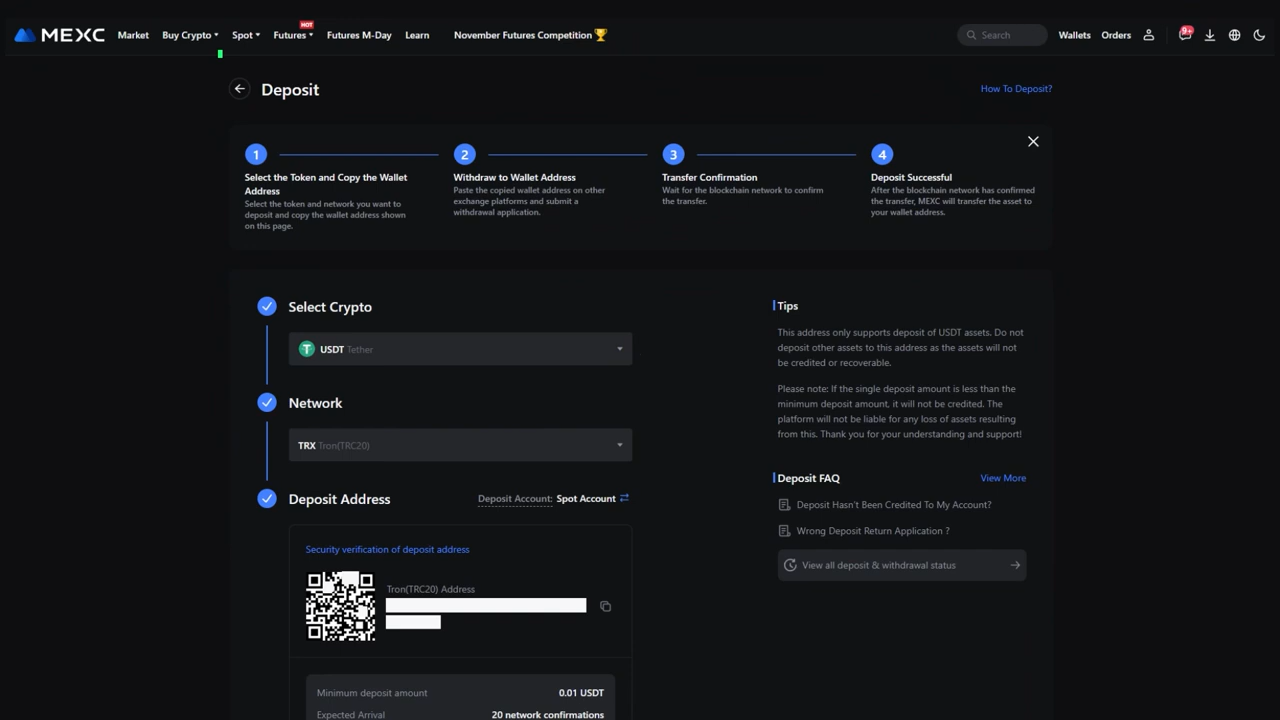 MEXC Market Buy Crypto Spot Futures HOT Futures M-Day Learn November Futures Competition Search Wallets Orders 9+
Deposit
How To Deposit?
1 2 3 4
Select the Token and Copy the Wallet
Address
Select the token and network you want to
deposit and copy the wallet address shown
on this page.
Withdraw to Wallet Address
Paste the copied wallet address on other
exchange platforms and submit a
withdrawal application.
Transfer Confirmation
Wait for the blockchain network to confirm
the transfer.
Deposit Successful
After the blockchain network has confirmed
the transfer, MEXC will transfer the asset to
your wallet address.
Select Crypto
USDT Tether
Network
TRX Tron(TRC20)
Deposit Address
Deposit Account: Spot Account
Security verification of deposit address
Tron(TRC20) Address
Minimum deposit amount 0.01 USDT
Expected Arrival 20 network confirmations
Tips
This address only supports deposit of USDT assets. Do not
deposit other assets to this address as the assets will not
be credited or recoverable.
Please note: If the single deposit amount is less than the
minimum deposit amount, it will not be credited. The
platform will not be liable for any loss of assets resulting
from this. Thank you for your understanding and support!
Deposit FAQ
View More
Deposit Hasn't Been Credited To My Account?
Wrong Deposit Return Application ?
View all deposit & withdrawal status